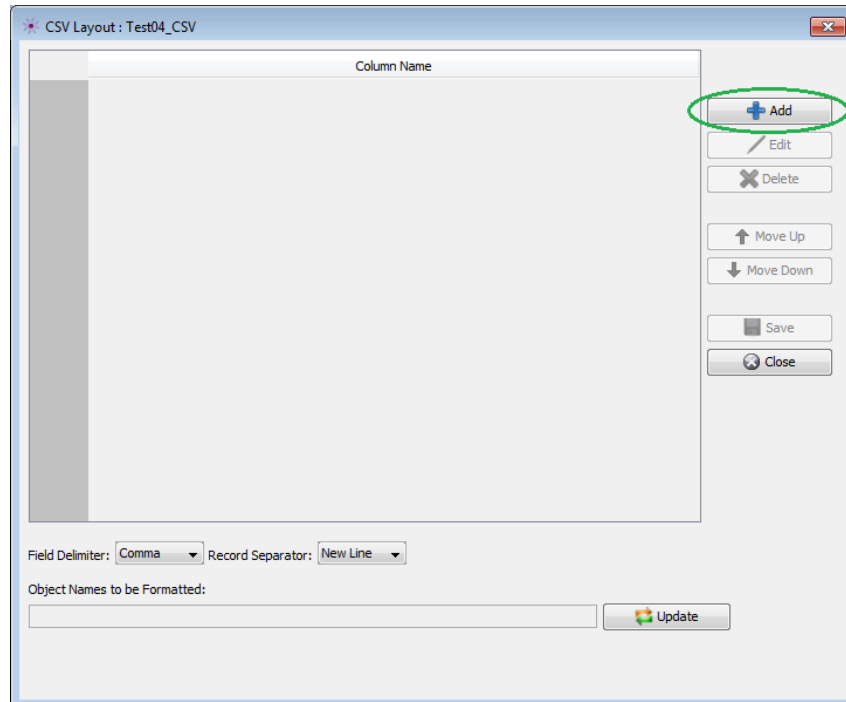 CSV Layout : Test04_CSV
Column Name
Add
Edit
Delete
Move Up
Move Down
Save
Close
Field Delimiter: Comma Record Separator: New Line
Object Names to be Formatted:
Update